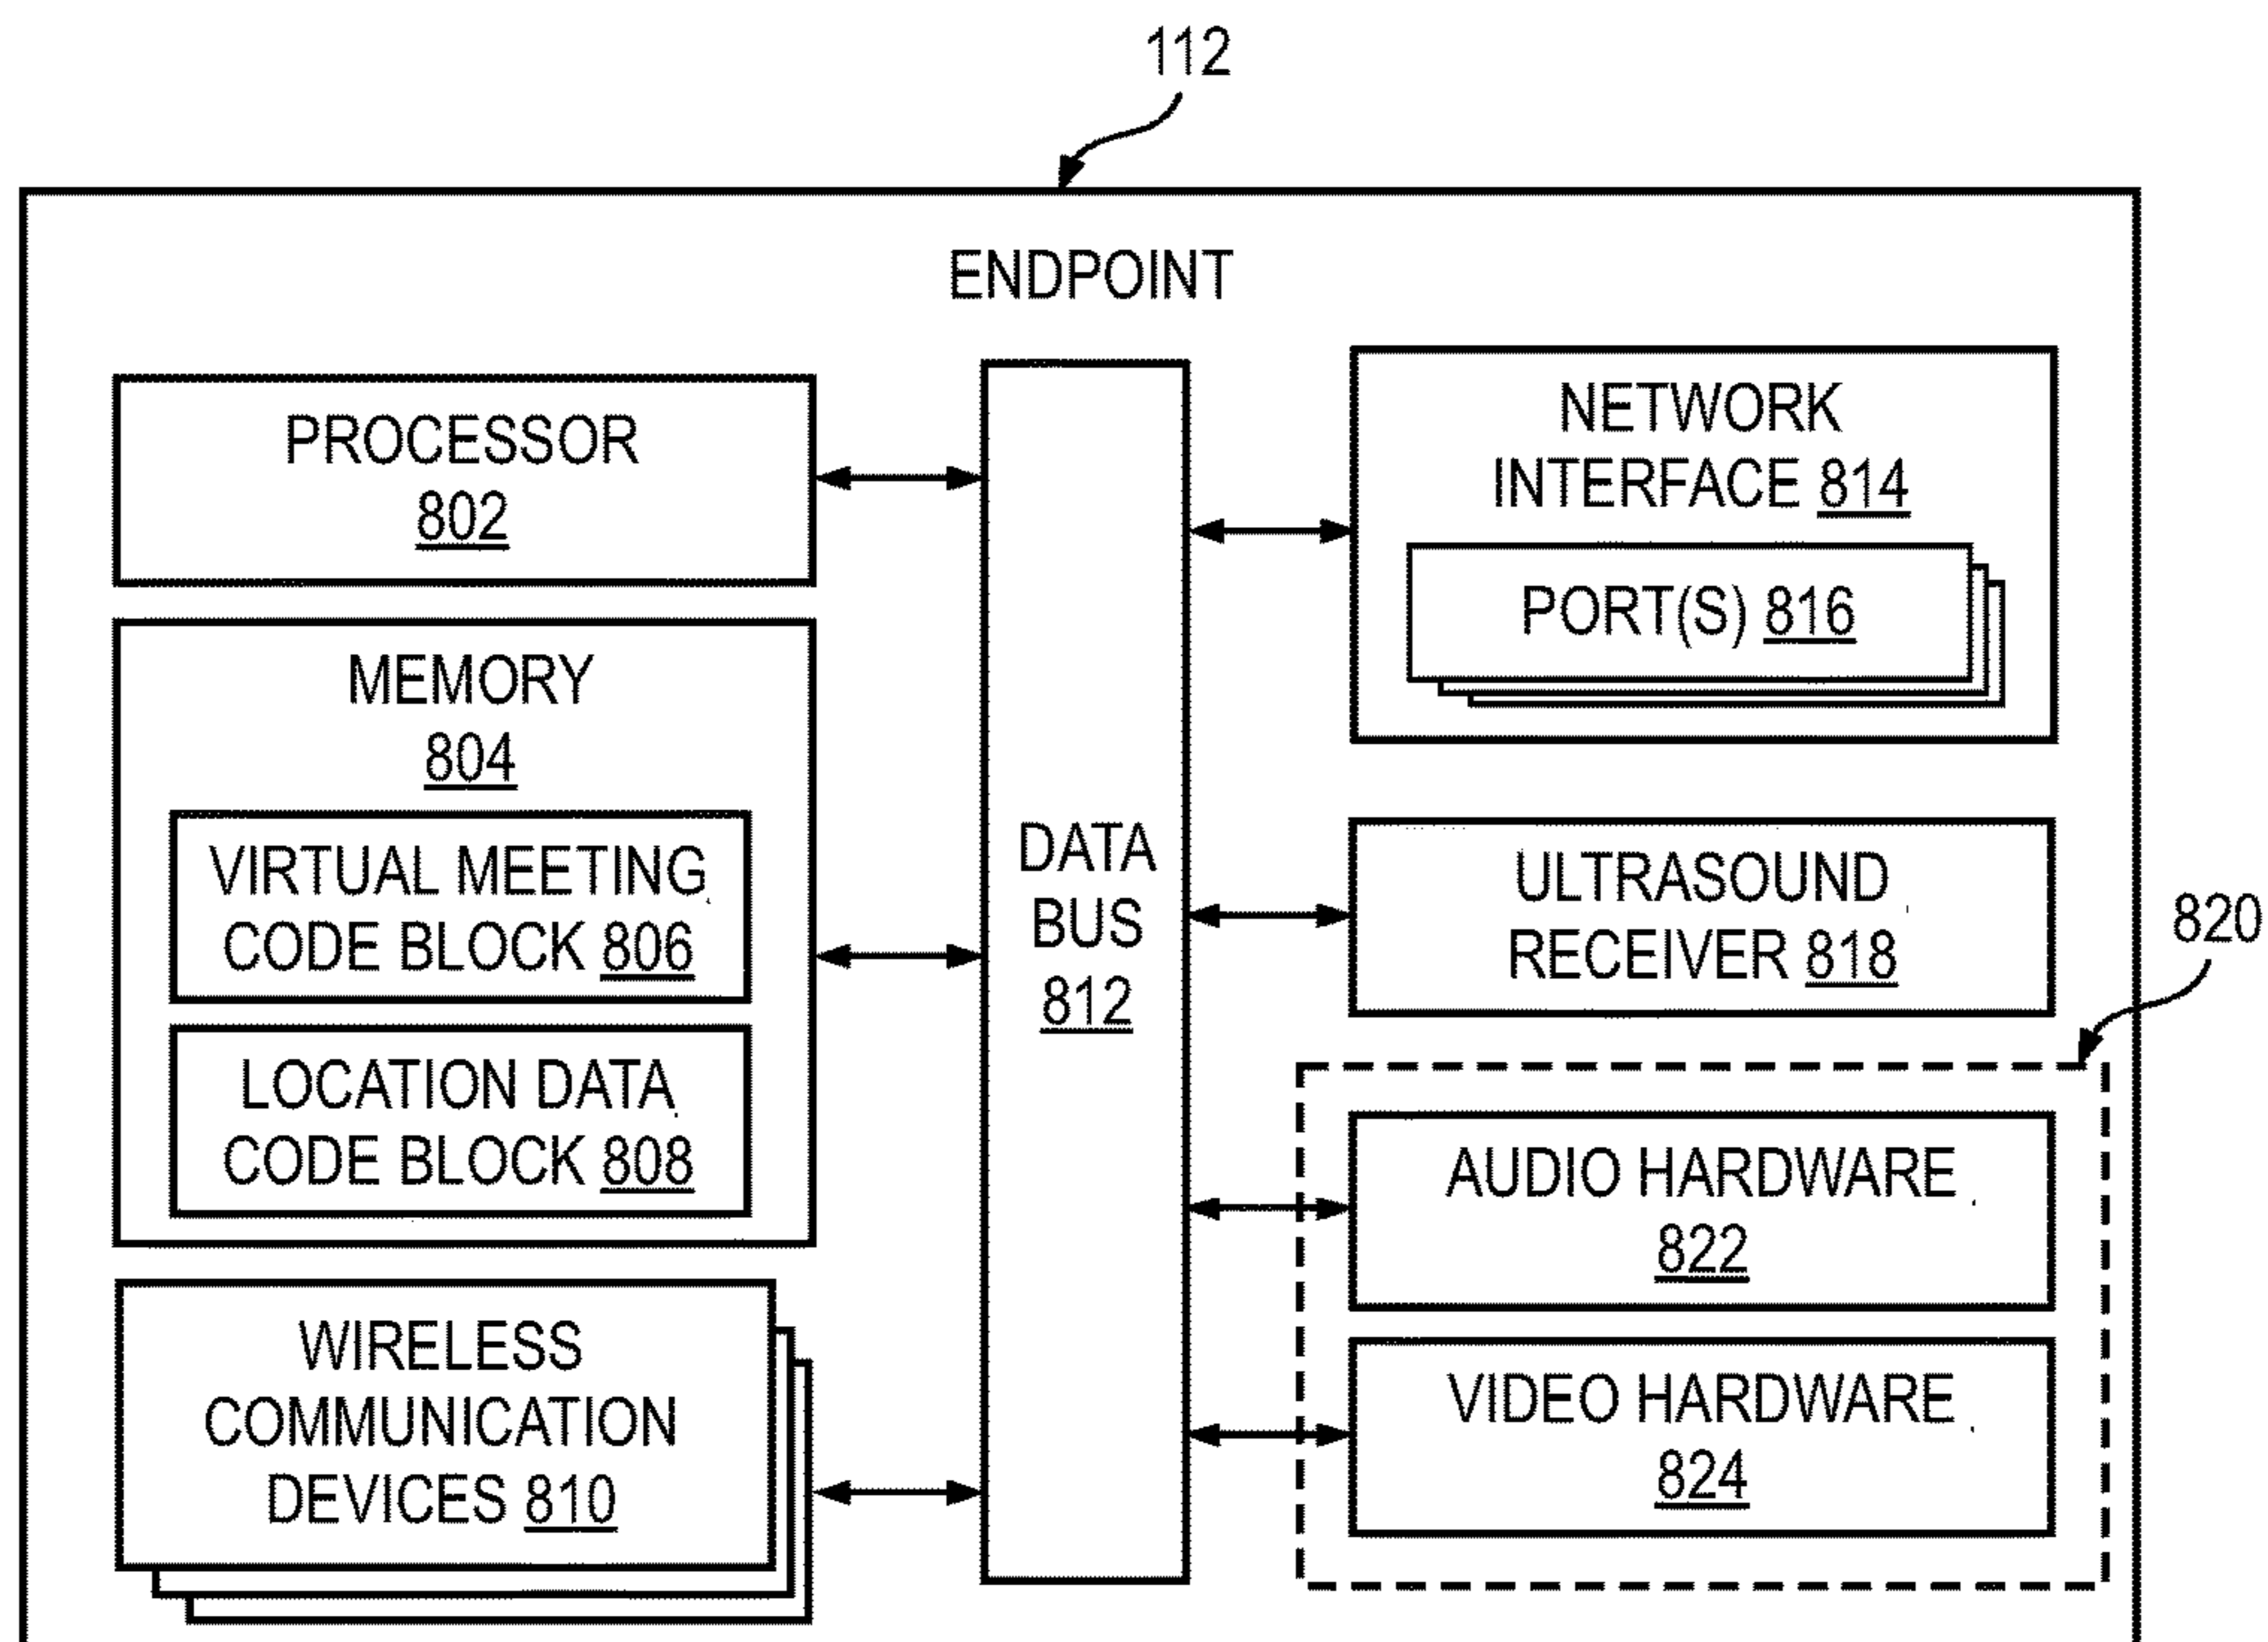 112
ENDPOINT
PROCESSOR
802
MEMORY
804
VIRTUAL MEETING
CODE BLOCK 806
LOCATION DATA
CODE BLOCK 808
WIRELESS
COMMUNICATION
DEVICES 810
DATA
BUS
812
NETWORK
INTERFACE 814
PORT(S) 816
ULTRASOUND
RECEIVER 818
820
AUDIO HARDWARE
822
VIDEO HARDWARE
824